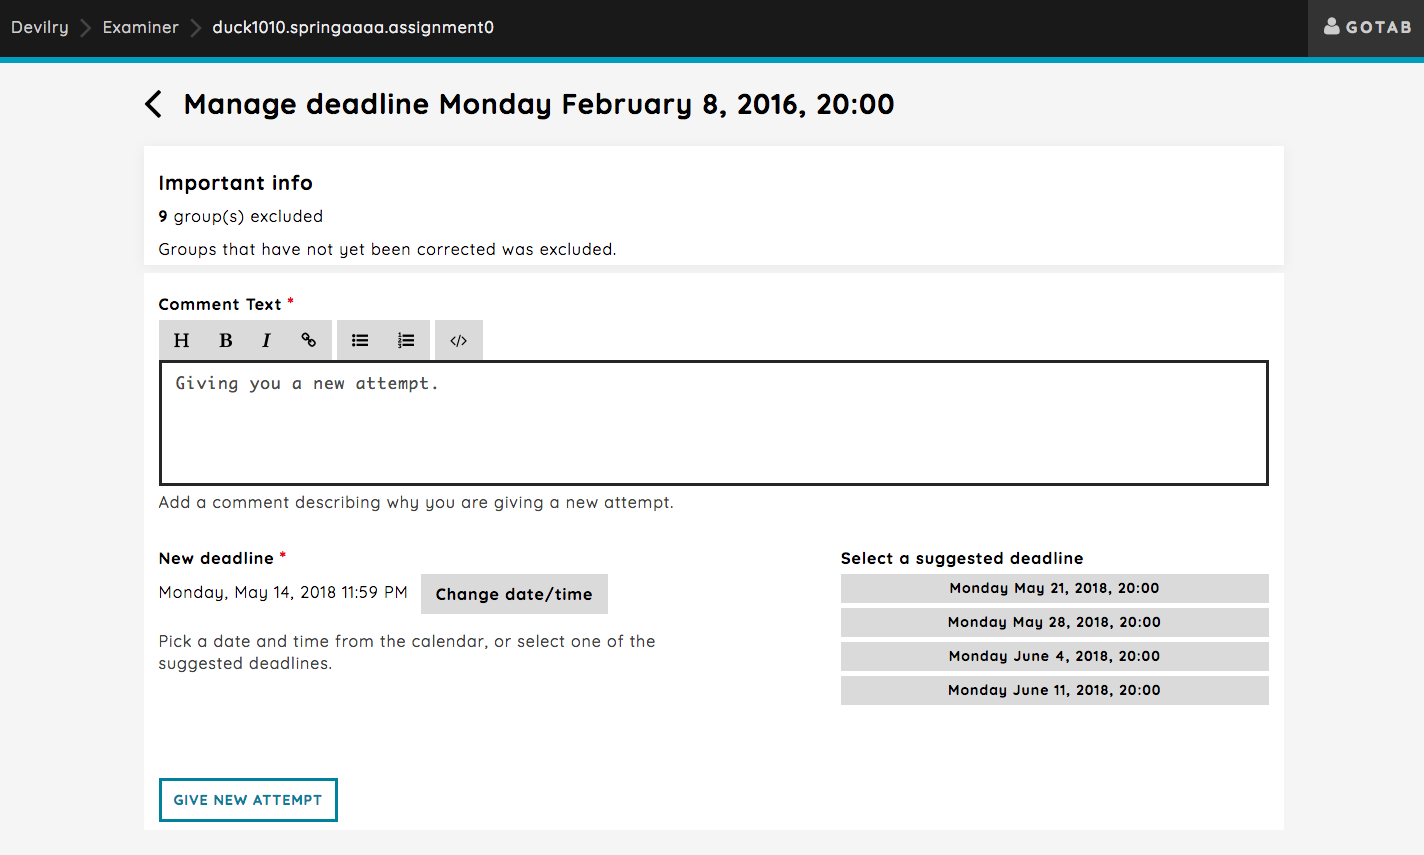 Devilry Examiner duck1010.springaaaa.assignment0 GOTAB
Manage deadline Monday February 8, 2016, 20:00
Important info
9 group(s) excluded
Groups that have not yet been corrected was excluded.
Comment Text *
H B I </>
Giving you a new attempt.
Add a comment describing why you are giving a new attempt.
New deadline *
Monday, May 14, 2018 11:59 PM Change date/time
Pick a date and time from the calendar, or select one of the
suggested deadlines.
Select a suggested deadline
Monday May 21, 2018, 20:00
Monday May 28, 2018, 20:00
Monday June 4, 2018, 20:00
Monday June 11, 2018, 20:00
GIVE NEW ATTEMPT